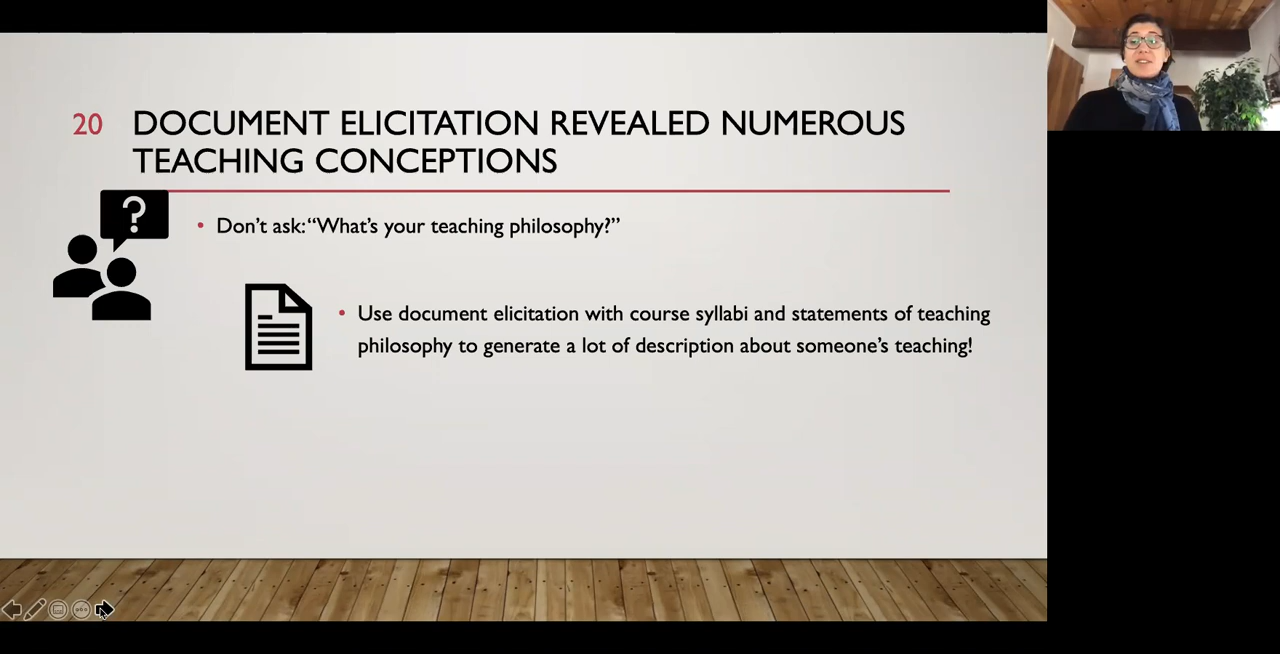 20
DOCUMENT ELICITATION REVEALED NUMEROUS
TEACHING CONCEPTIONS
?
• Don’t ask:“What’s your teaching philosophy?”
• Use document elicitation with course syllabi and statements of teaching
philosophy to generate a lot of description about someone’s teaching!